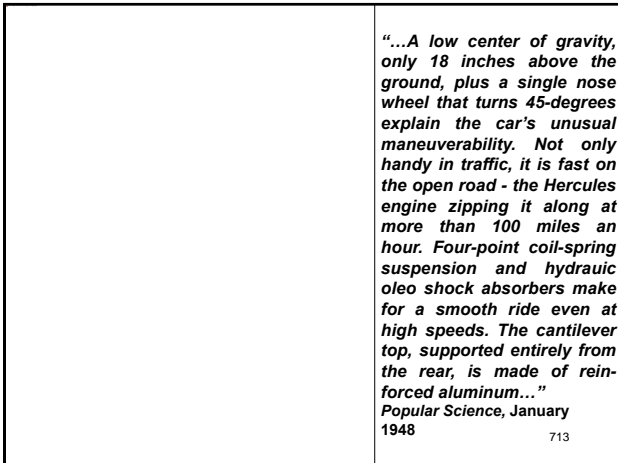 “…A low center of gravity,
only 18 inches above the
ground, plus a single nose
wheel that turns 45-degrees
explain the car’s unusual
maneuverability. Not only
handy in traffic, it is fast on
the open road - the Hercules
engine zipping it along at
more than 100 miles an
hour. Four-point coil-spring
suspension and hydrauic
oleo shock absorbers make
for a smooth ride even at
high speeds. The cantilever
top, supported entirely from
the rear, is made of rein-
forced aluminum…”
Popular Science, January
1948
713